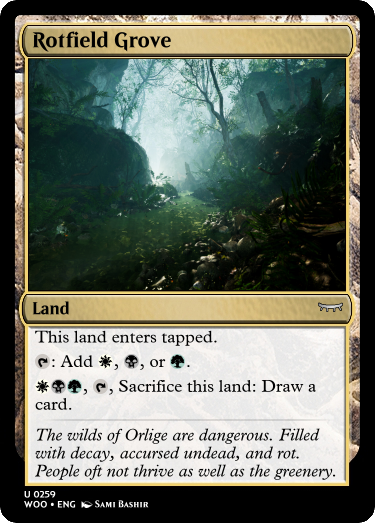 Rotfield Grove
Land
This land enters tapped.
: Add , , or .
, , Sacrifice this land: Draw a
card.
The wilds of Orlige are dangerous. Filled
with decay, accursed undead, and rot.
People oft not thrive as well as the greenery.
U 0259
WOO • ENG Sami Bashir